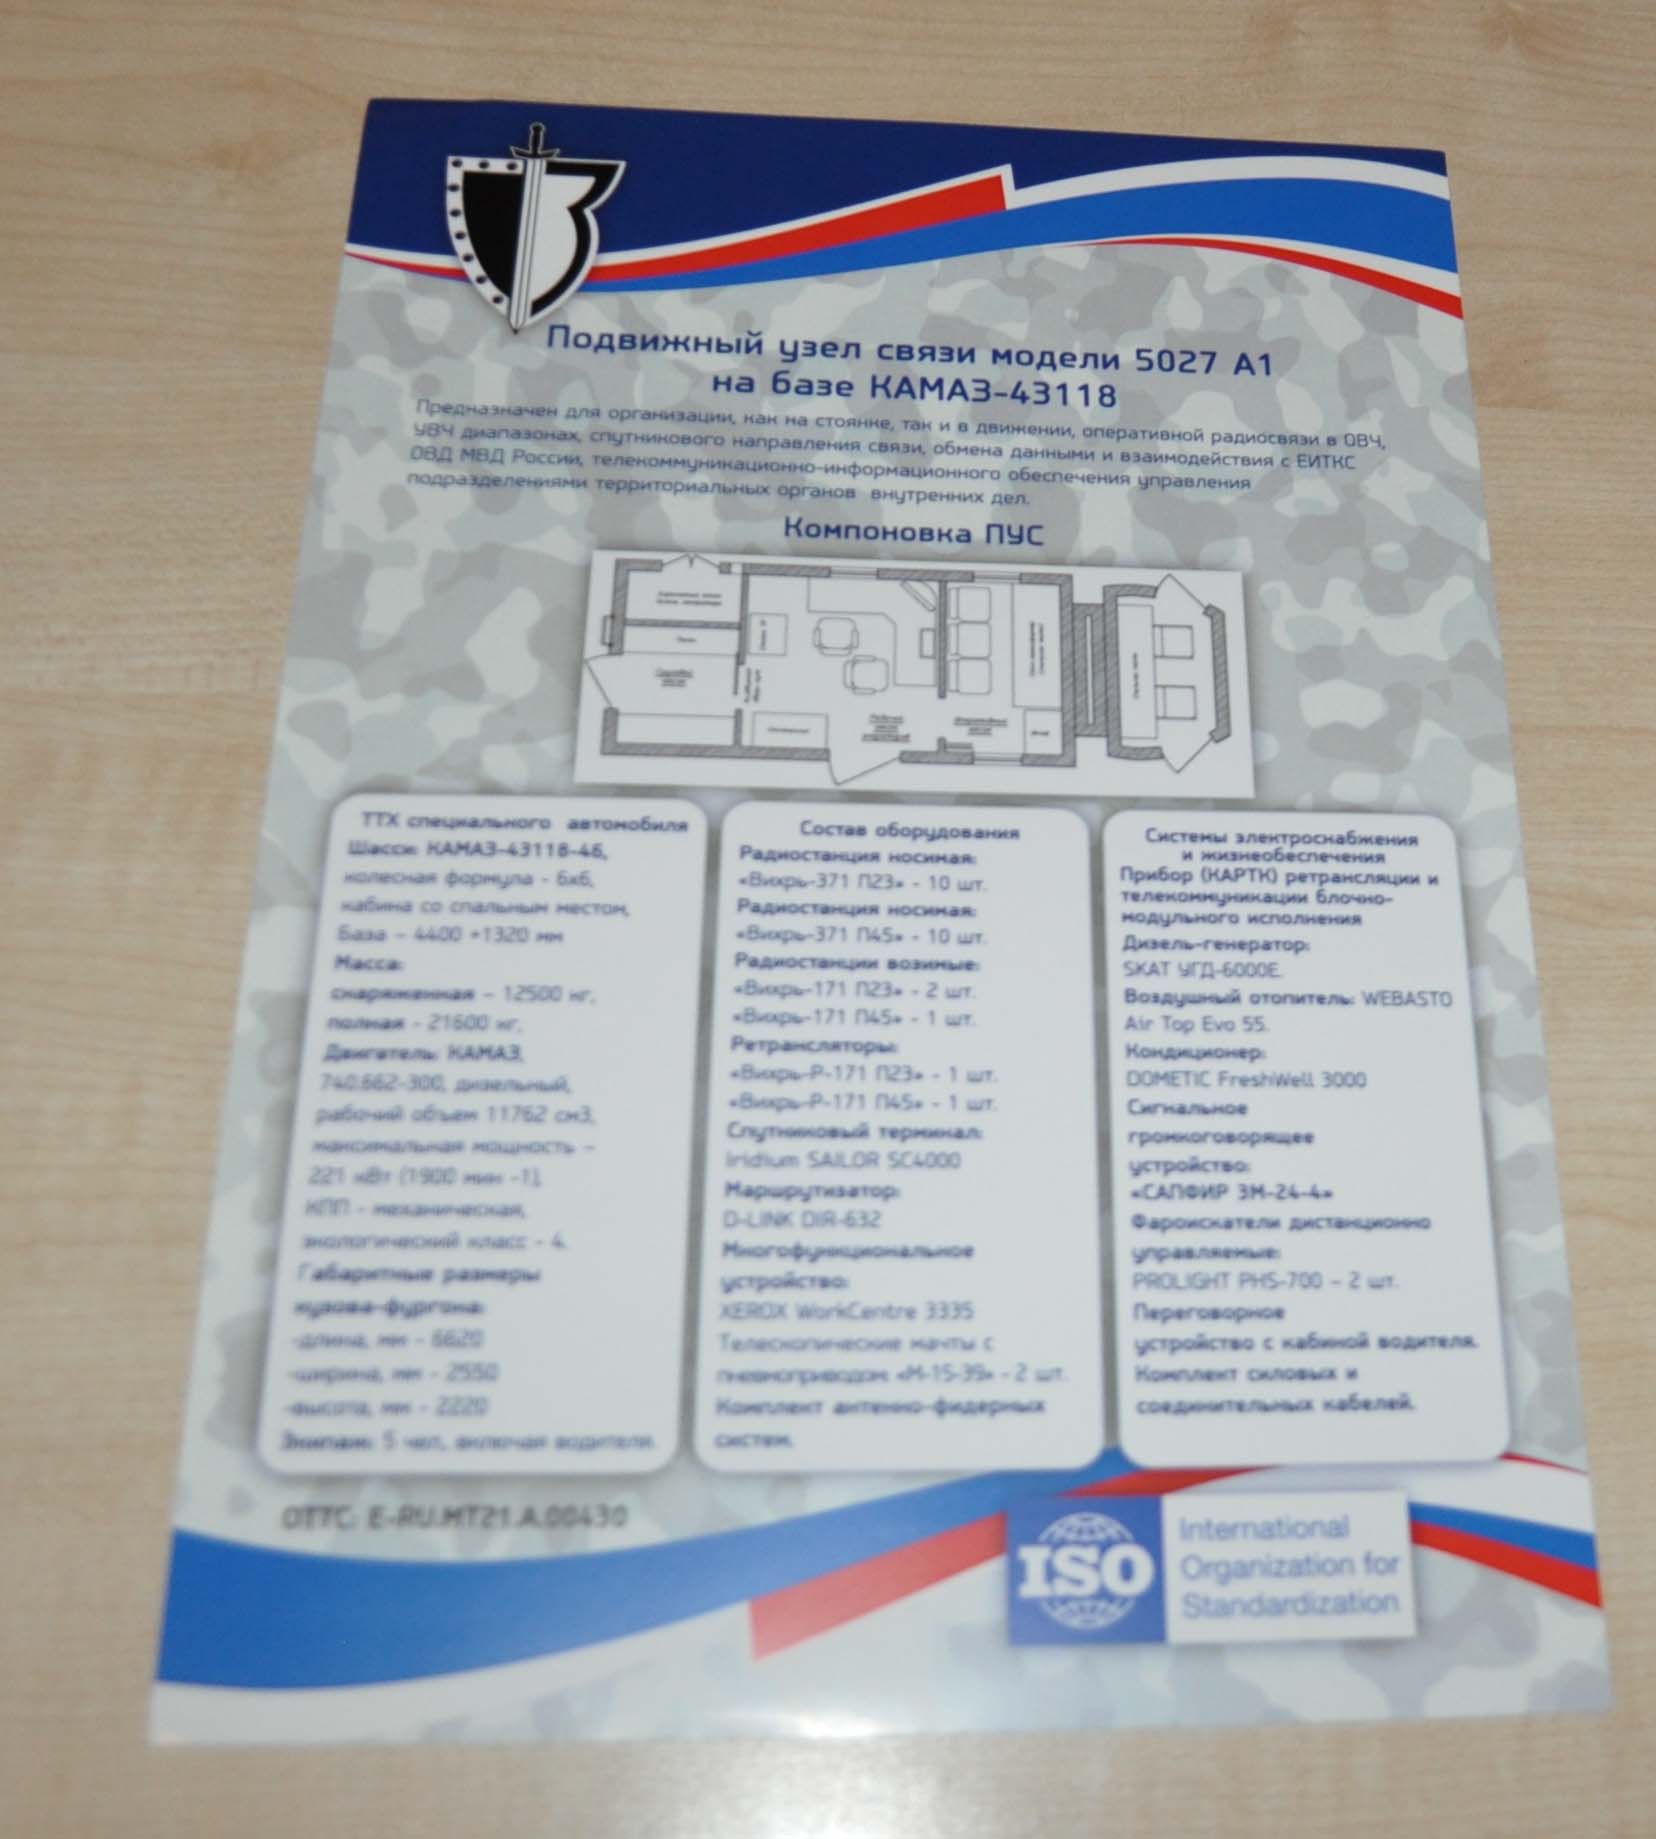 Подвижный узел связи модели 5027 А1
на базе КАМАЗ-43118
Предназначен для организации, как на стоянке, так и в движении, оперативной радиосвязи в ОВЧ,
УВЧ диапазонах, спутникового направления связи, обмена данными и взаимодействия с ЕИТКС
ОВД МВД России, телекоммуникационно-информационного обеспечения управления
подразделениями территориальных органов внутренних дел.
Компоновка ПУС
ТТХ специального автомобиля
Шасси: КАМАЗ-43118-46,
колесная формула - 6х6,
кабина со спальным местом,
База – 4400 +1320 мм
Масса:
снаряженная – 12500 кг,
полная - 21600 кг,
Двигатель: КАМАЗ,
740.662-300, дизельный,
рабочий объем 11762 см3,
максимальная мощность –
221 кВт (1900 мин -1),
КПП - механическая,
экологический класс - 4.
Габаритные размеры
кузова-фургона:
-длина, мм - 6620
-ширина, мм - 2550
-высота, мм - 2220
Экипаж: 5 чел., включая водителя.
Состав оборудования
Радиостанция носимая:
«Вихрь-371 П23» - 10 шт.
Радиостанция носимая:
«Вихрь-371 П45» - 10 шт.
Радиостанции возимые:
«Вихрь-171 П23» - 2 шт.
«Вихрь-171 П45» - 1 шт.
Ретрансляторы:
«Вихрь-Р-171 П23» - 1 шт.
«Вихрь-Р-171 П45» - 1 шт.
Спутниковый терминал:
Iridium SAILOR SC4000
Маршрутизатор:
D-LINK DIR-632
Многофункциональное
устройство:
XEROX WorkCentre 3335
Телескопические мачты с
пневмоприводом: «М-15-39» - 2 шт.
Комплект антенно-фидерных
систем.
Системы электроснабжения
и жизнеобеспечения
Прибор (КАРТК) ретрансляции и
телекоммуникации блочно-
модульного исполнения
Дизель-генератор:
SKAT УГД-6000Е.
Воздушный отопитель: WEBASTO
Air Top Evo 55.
Кондиционер:
DOMETIC FreshWell 3000
Сигнальное
громкоговорящее
устройство:
«САПФИР 3М-24-4»
Фароискатели дистанционно
управляемые:
PROLIGHT PHS-700 – 2 шт.
Переговорное
устройство с кабиной водителя.
Комплект силовых и
соединительных кабелей.
ОТТС: E-RU.MT21.A.00430
ISO
International
Organization for
Standardization